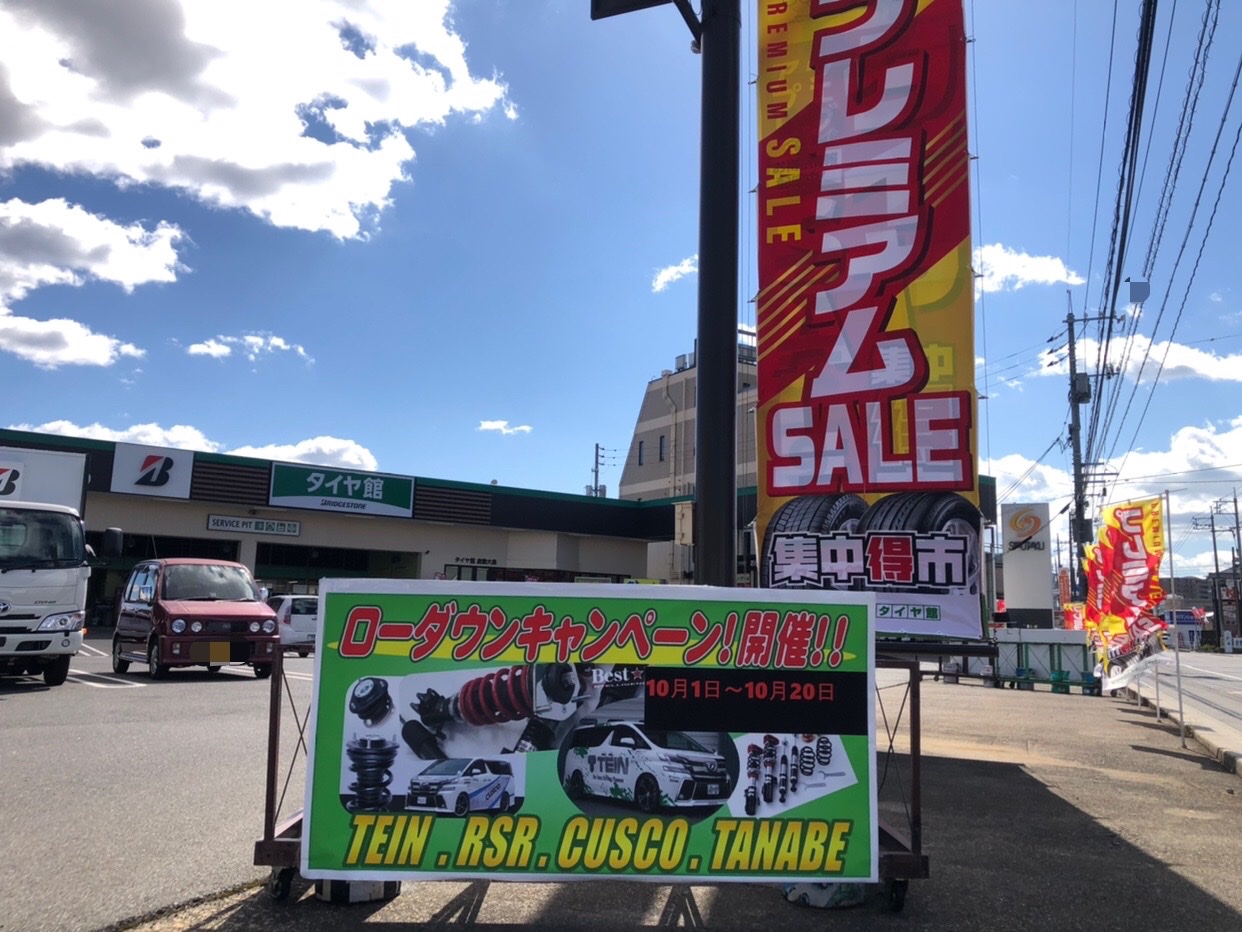 プレミアム
PREMIUM SALE
SALE
集中得市
タイヤ館
タイヤ館
BRIDGESTONE
SERVICE PIT
ローダウンキャンペーン!開催!!
Best☆
10月1日～10月20日
TEIN
CUSCO
TEIN . RSR . CUSCO . TANABE